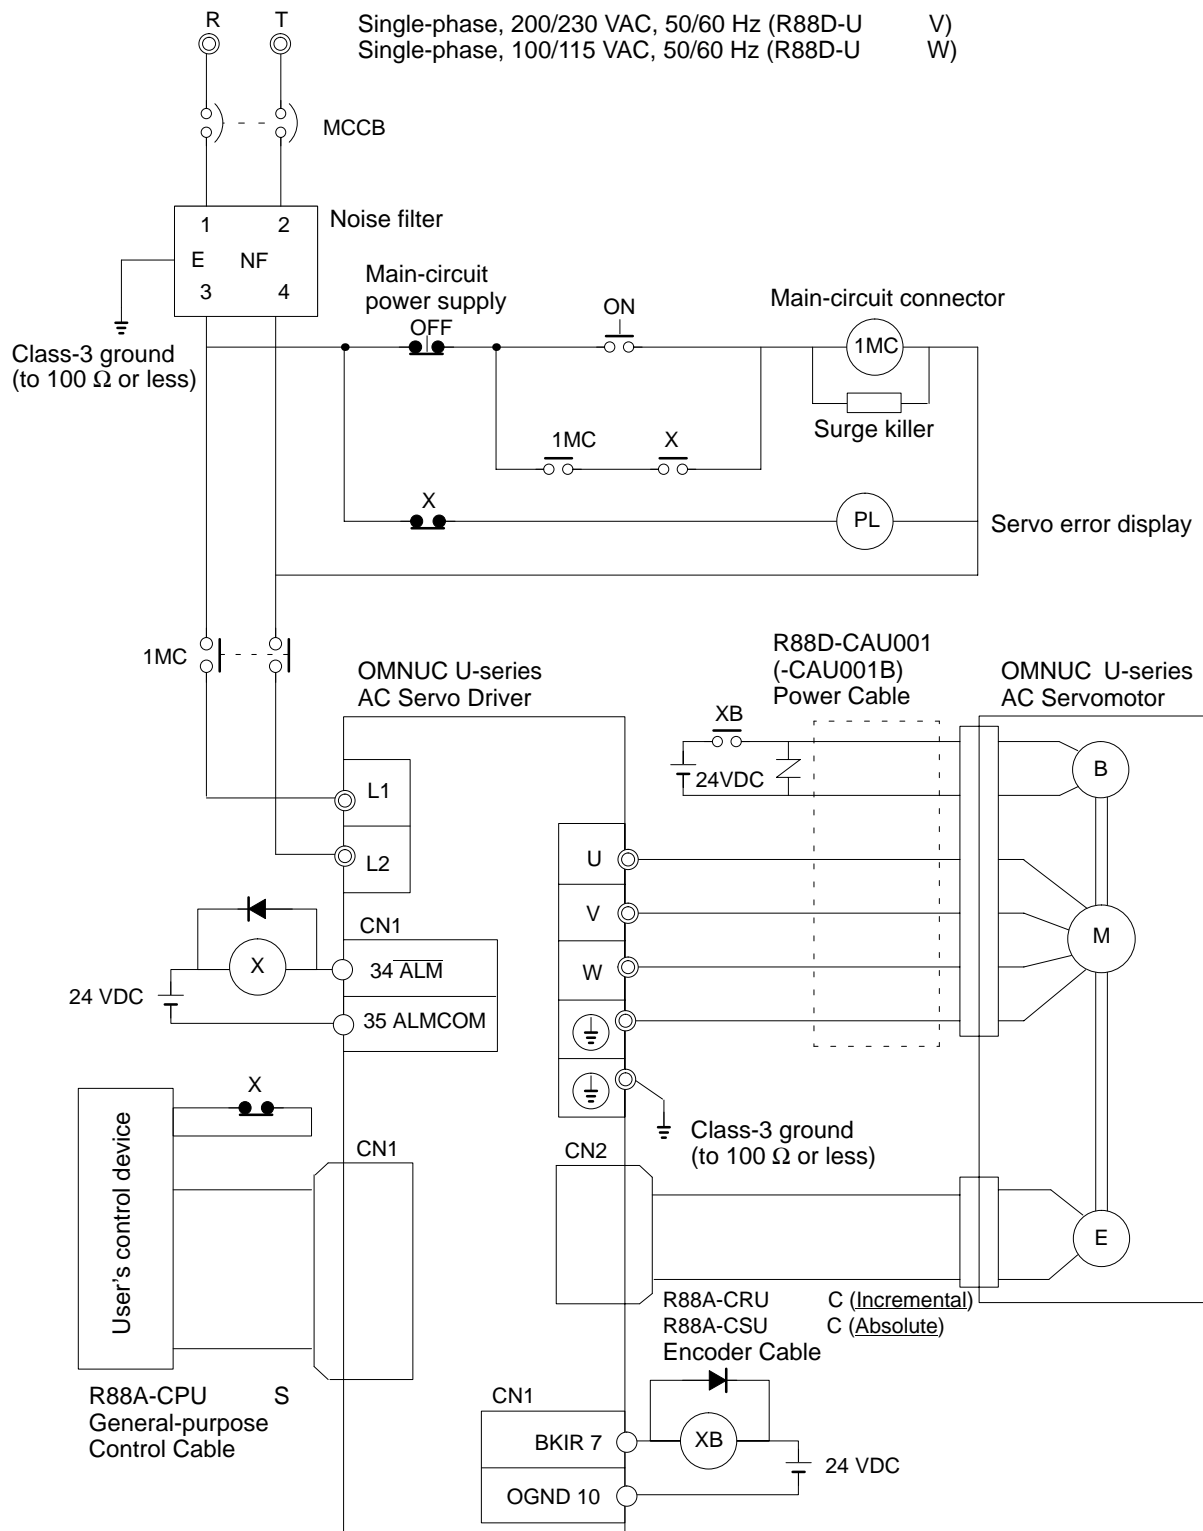 R T
Single-phase, 200/230 VAC, 50/60 Hz (R88D-U V)
Single-phase, 100/115 VAC, 50/60 Hz (R88D-U W)
MCCB
1 2
Noise filter
E NF
3 4
Class-3 ground
(to 100 Ω or less)
Main-circuit
power supply
OFF
ON
Main-circuit connector
1MC
Surge killer
1MC X
X
PL
Servo error display
1MC
OMNUC U-series
AC Servo Driver
R88D-CAU001
(-CAU001B)
Power Cable
OMNUC U-series
AC Servomotor
XB
24VDC
B
L1
L2
U
V
W
M
CN1
X
34 ALM
24 VDC
35 ALMCOM
X
User's control device
CN1
Class-3 ground
(to 100 Ω or less)
CN2
E
R88A-CRU C (Incremental)
R88A-CSU C (Absolute)
Encoder Cable
R88A-CPU S
General-purpose
Control Cable
CN1
BKIR 7
XB
24 VDC
OGND 10